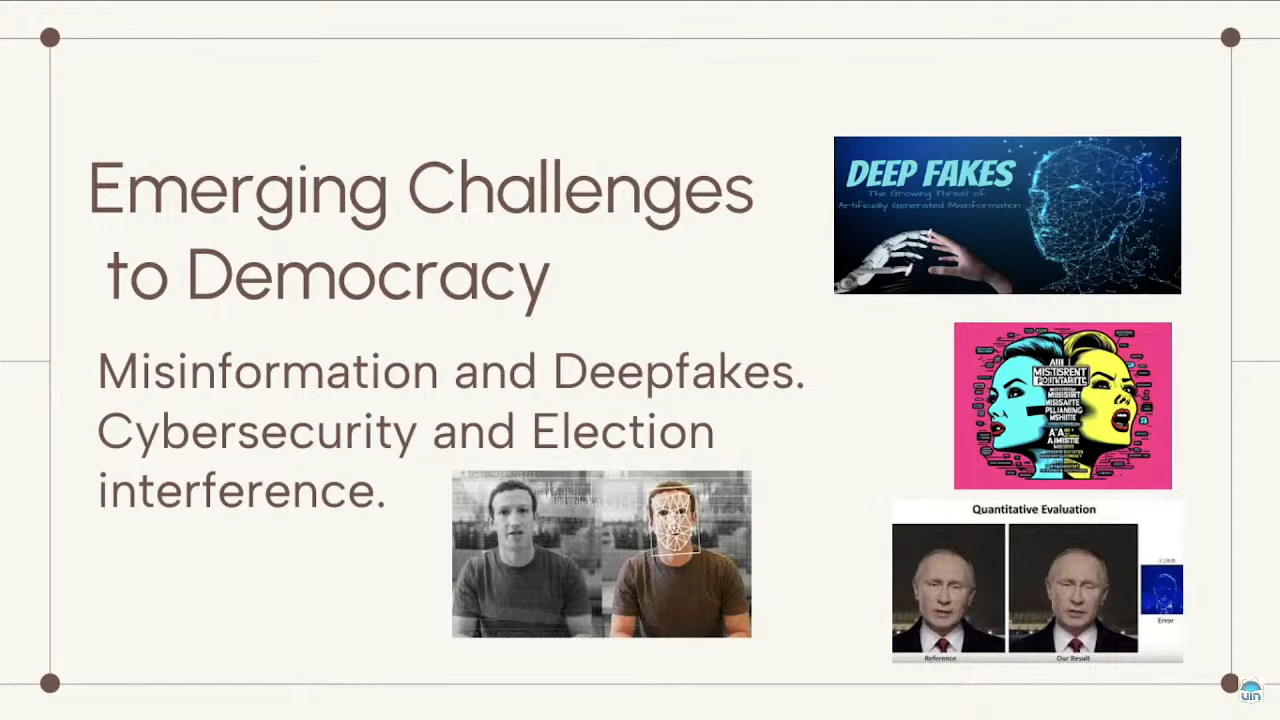 Emerging Challenges
to Democracy
Misinformation and Deepfakes.
Cybersecurity and Election
interference.
DEEP FAKES
The Growing Threat of
Artificially Generated Misinformation
Quantitative Evaluation
Reference
Our Result
Error
uin